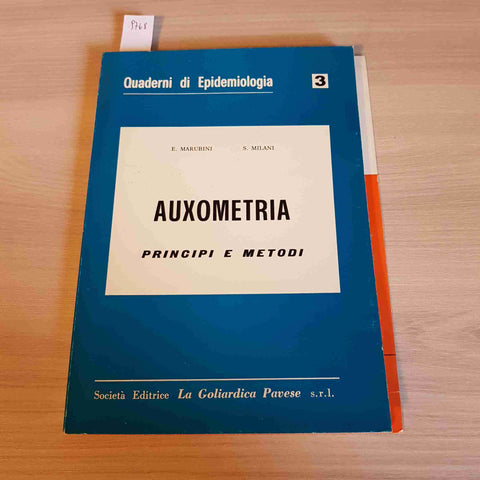 9768
Quaderni di Epidemiologia 3
E. MARUBINI S. MILANI
AUXOMETRIA
PRINCIPI E METODI
Società Editrice La Goliardica Pavese s.r.l.